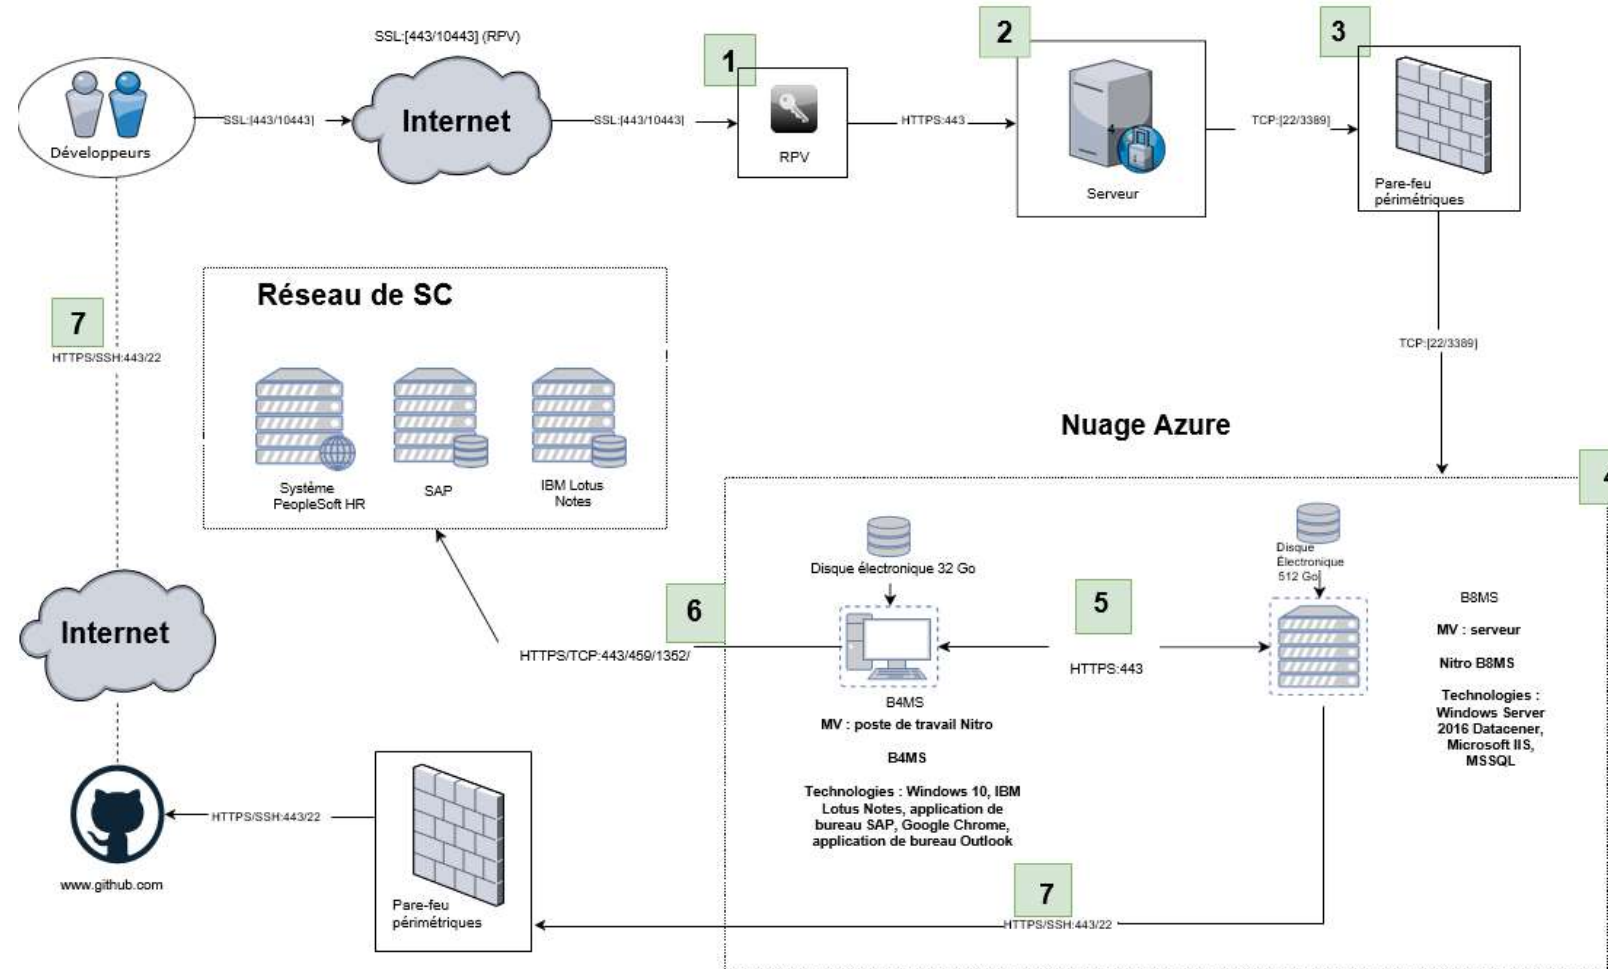 SSL:[443/10443] (RPV)
1
2
3
Développeurs
SSL:[443/10443]
Internet
SSL:[443/10443]
RPV
HTTPS:443
Serveur
TCP:[22/3389]
Pare-feu
périmétriques
7
HTTPS/SSH:443/22
Réseau de SC
TCP:[22/3389]
Système
PeopleSoft HR
SAP
IBM Lotus
Notes
Nuage Azure
4
Disque électronique 32 Go
Disque
Électronique
512 Go
6
5
HTTPS/TCP:443/459/1352/
HTTPS:443
Internet
B4MS
MV : poste de travail Nitro
B4MS
Technologies : Windows 10, IBM
Lotus Notes, application de
bureau SAP, Google Chrome,
application de bureau Outlook
B8MS
MV : serveur
Nitro B8MS
Technologies :
Windows Server
2016 Datacener,
Microsoft IIS,
MSSQL
HTTPS/SSH:443/22
www.github.com
Pare-feu
périmétriques
7
HTTPS/SSH:443/22